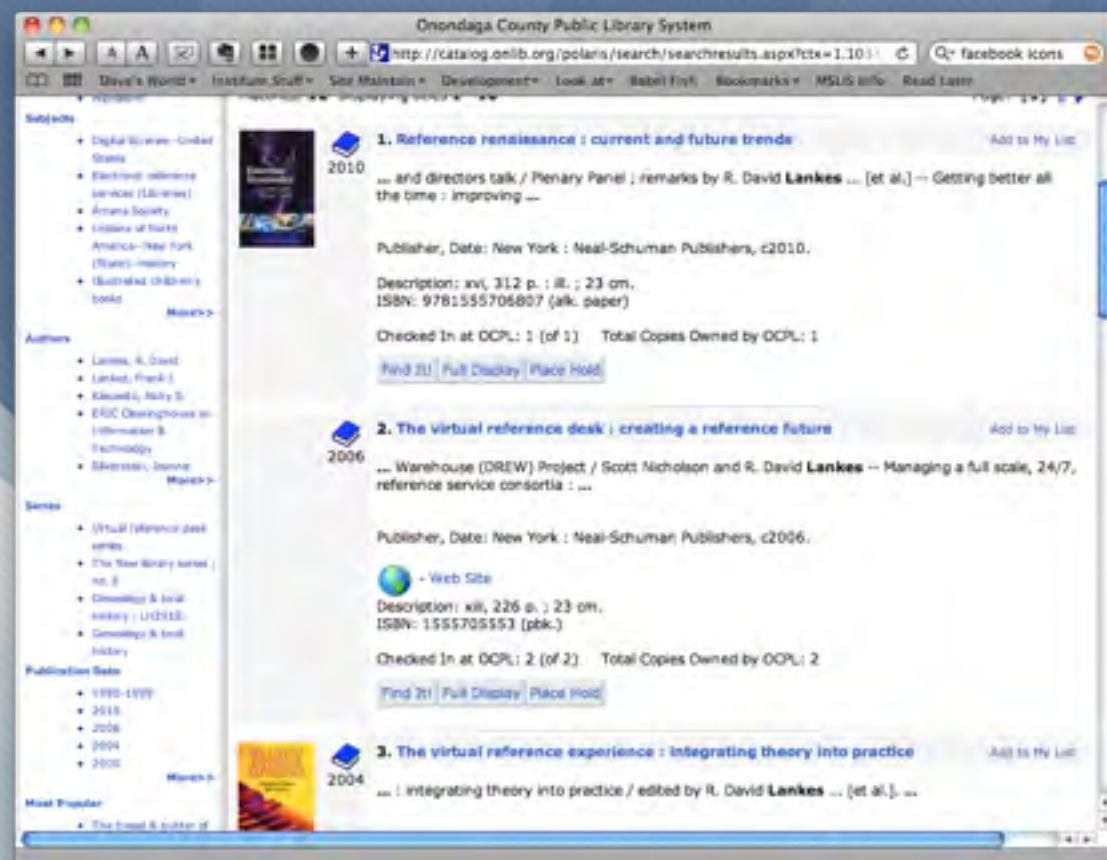 Onondaga County Public Library System
A A + http://catalog.onlib.org/polaris/search/searchresults.aspx?ctx=1.103 facebook icons
Dave's World Institute Stuff Site Maintain Development Look at Babel Fish Bookmarks MSLIS Info Read Later
Subjects
Digital libraries--United
States
Electronic reference
services (Libraries)
Amana Society
Indians of North
America--New York
(State)--History
Illustrated children's
books
More>>
Authors
Lankes, R. David
Lankes, Frank J.
ERIC Clearinghouse on
Information &
Technology
Silverstein, Joanne
More>>
Series
Virtual reference desk
series
The New library series ;
no. 8
Genealogy & local
history ;
Genealogy & local
history
Publication Date
1990-1999
2010
2006
2004
2000
More>>
Most Popular
The bread & butter of
1. Reference renaissance : current and future trends
Add to My List
2010
... and directors talk / Plenary Panel ; remarks by R. David Lankes ... [et al.] -- Getting better all
the time : improving ...
Publisher, Date: New York : Neal-Schuman Publishers, c2010.
Description: xvi, 312 p. : ill. ; 23 cm.
ISBN: 9781555706807 (alk. paper)
Checked In at OCPL: 1 (of 1) Total Copies Owned by OCPL: 1
Find It! Full Display Place Hold
2. The virtual reference desk : creating a reference future
Add to My List
2006
... Warehouse (DREW) Project / Scott Nicholson and R. David Lankes -- Managing a full scale, 24/7,
reference service consortia : ...
Publisher, Date: New York : Neal-Schuman Publishers, c2006.
- Web Site
Description: xiii, 226 p. ; 23 cm.
ISBN: 1555705553 (pbk.)
Checked In at OCPL: 2 (of 2) Total Copies Owned by OCPL: 2
Find It! Full Display Place Hold
3. The virtual reference experience : integrating theory into practice
Add to My List
2004
... : integrating theory into practice / edited by R. David Lankes ... [et al.]. ...